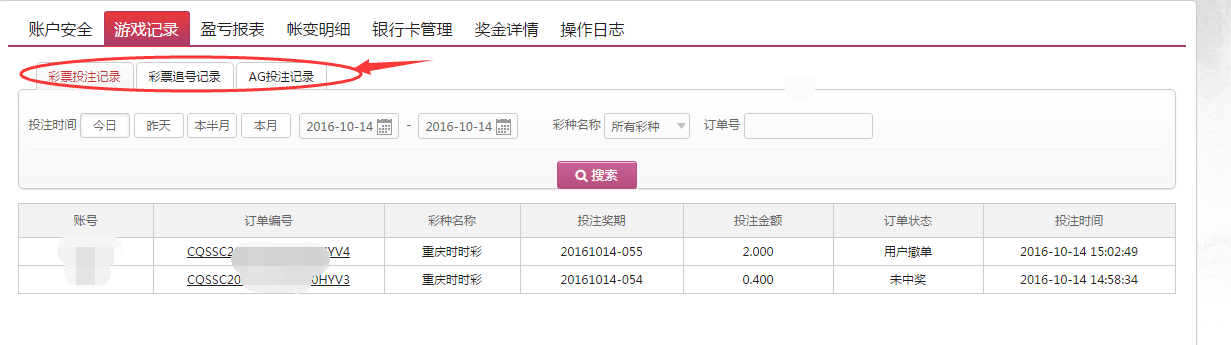 账户安全 游戏记录 盈亏报表 帐变明细 银行卡管理 奖金详情 操作日志
彩票投注记录 彩票追号记录 AG投注记录
投注时间 今日 昨天 本半月 本月 2016-10-14 - 2016-10-14 彩种名称 所有彩种 订单号
搜索
账号 订单编号 彩种名称 投注奖期 投注金额 订单状态 投注时间
CQSSC20 YV4 重庆时时彩 20161014-055 2.000 用户撤单 2016-10-14 15:02:49
CQSSC20 0HYV3 重庆时时彩 20161014-054 0.400 未中奖 2016-10-14 14:58:34